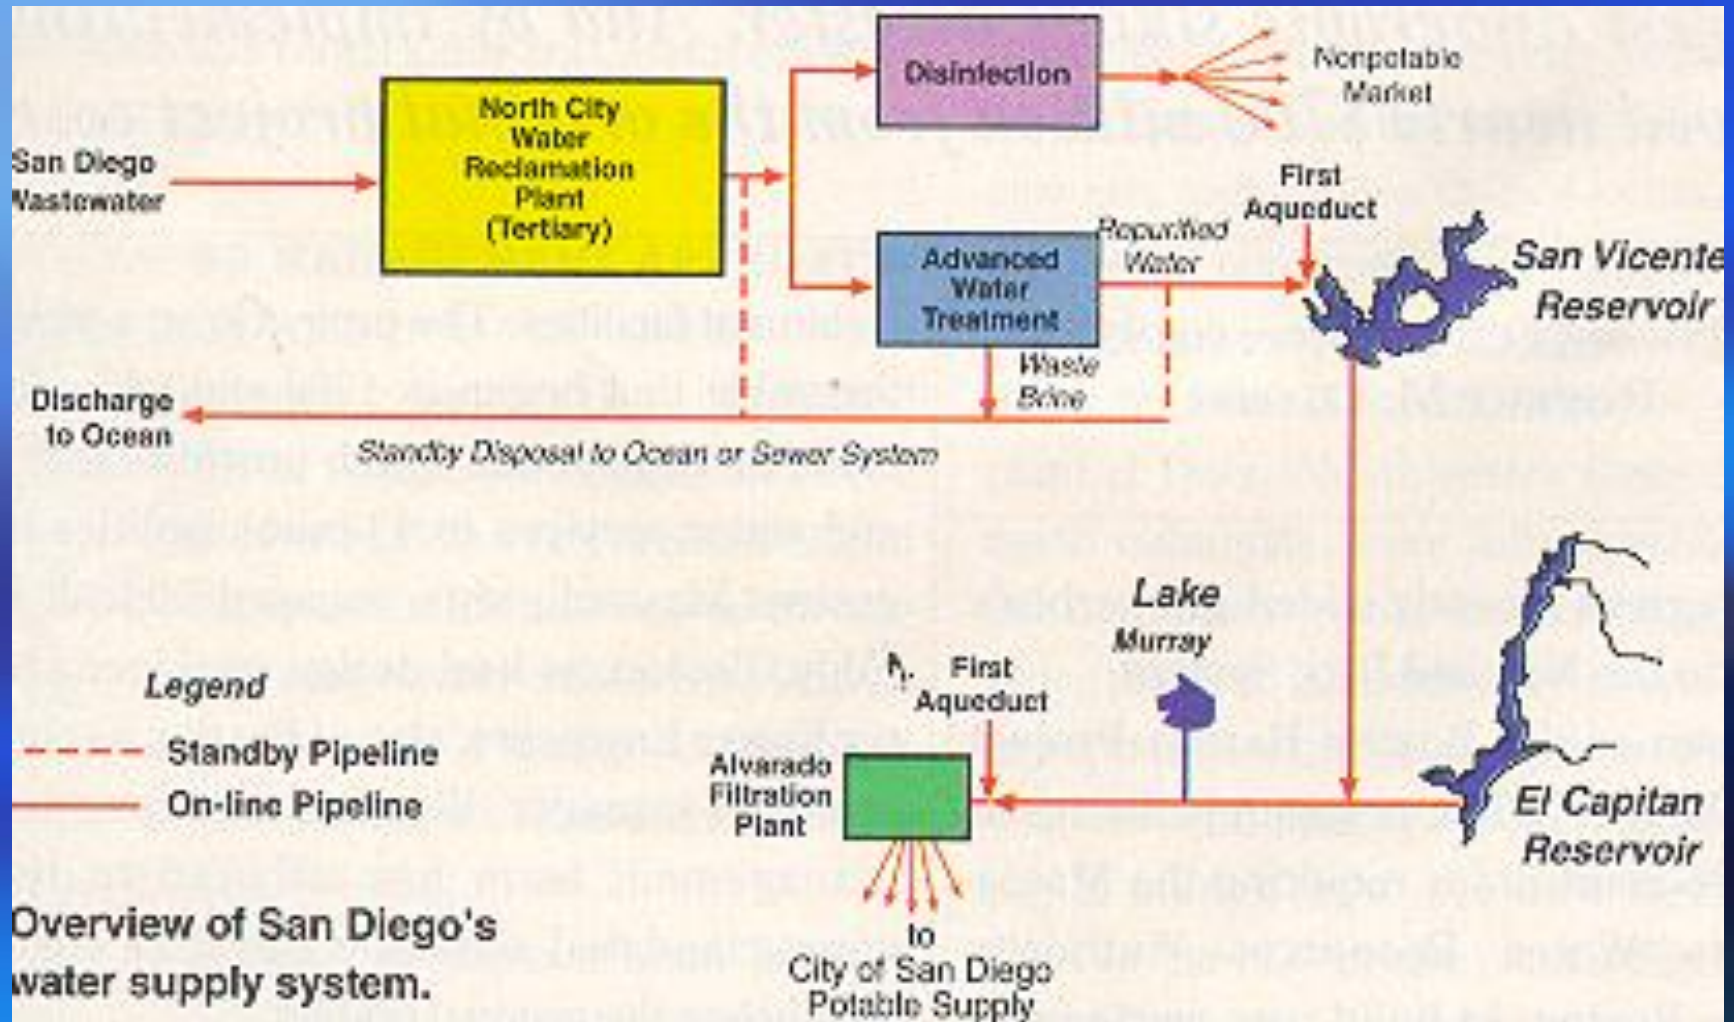 Disinfection
Nonpotable
Market
North City
Water
Reclamation
Plant
(Tertiary)
San Diego
Wastewater
First
Aqueduct
Repurified
Water
Advanced
Water
Treatment
San Vicente
Reservoir
Waste
Brine
Discharge
to Ocean
Standby Disposal to Ocean or Sewer System
Lake
Murray
First
Aqueduct
Legend
Standby Pipeline
On-line Pipeline
Alvarado
Filtration
Plant
El Capitan
Reservoir
Overview of San Diego's
water supply system.
to
City of San Diego
Potable Supply